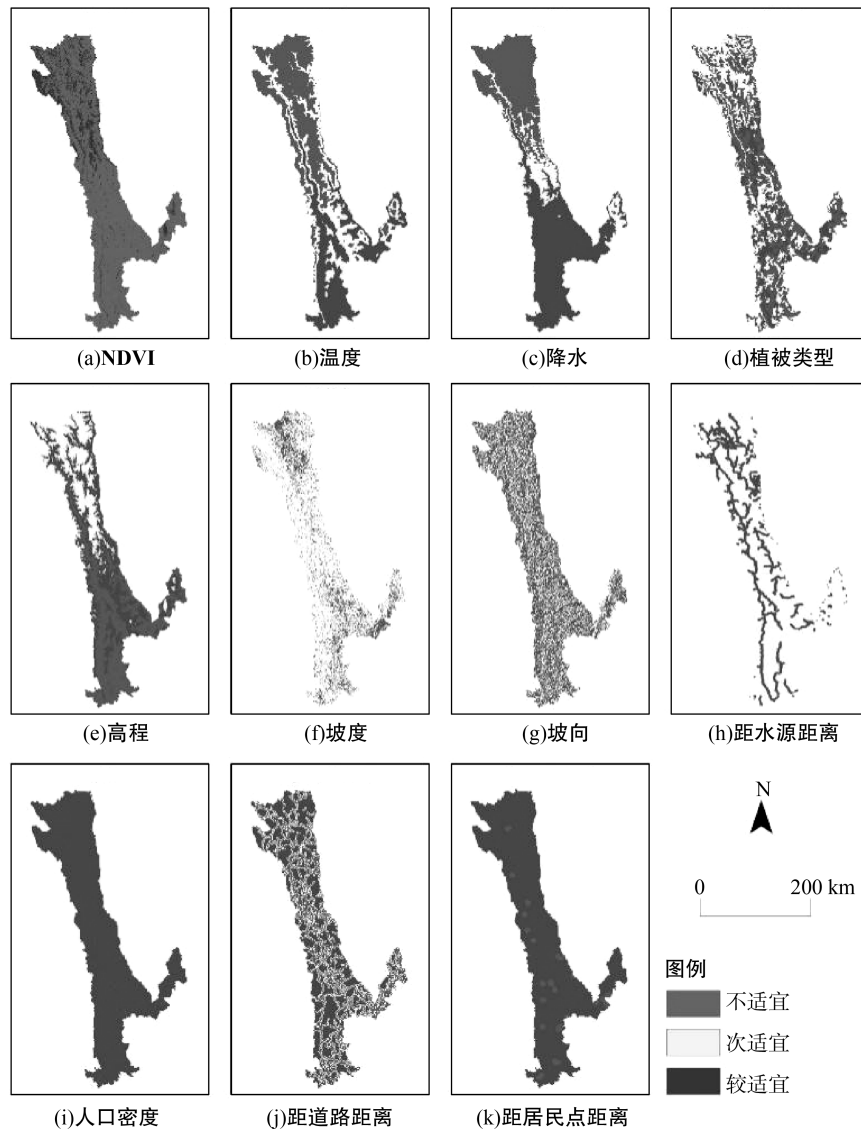 (a)NDVI
(b)温度
(c)降水
(d)植被类型
(e)高程
(f)坡度
(g)坡向
(h)距水源距离
N
0 200 km
图例
不适宜
次适宜
较适宜
(i)人口密度
(j)距道路距离
(k)距居民点距离